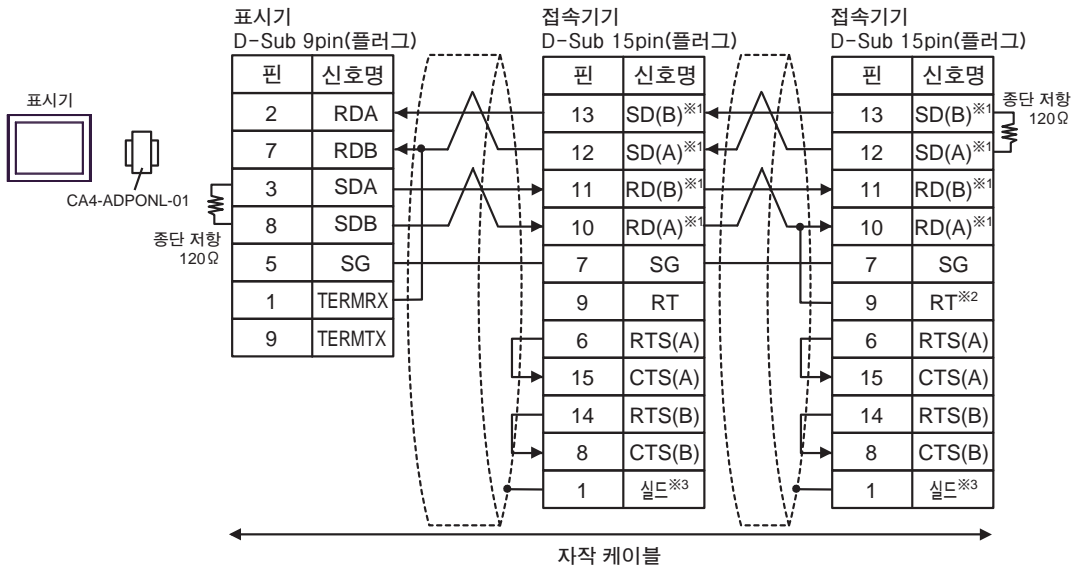 표시기
D-Sub 9pin(플러그)
접속기기
D-Sub 15pin(플러그)
접속기기
D-Sub 15pin(플러그)
표시기
CA4-ADPONL-01
종단 저항
120Ω
핀 신호명
2 RDA
7 RDB
3 SDA
8 SDB
5 SG
1 TERMRX
9 TERMTX
핀 신호명
13 SD(B)※1
12 SD(A)※1
11 RD(B)※1
10 RD(A)※1
7 SG
9 RT
6 RTS(A)
15 CTS(A)
14 RTS(B)
8 CTS(B)
1 실드※3
핀 신호명
13 SD(B)※1
12 SD(A)※1
11 RD(B)※1
10 RD(A)※1
7 SG
9 RT※2
6 RTS(A)
15 CTS(A)
14 RTS(B)
8 CTS(B)
1 실드※3
종단 저항
120Ω
자작 케이블